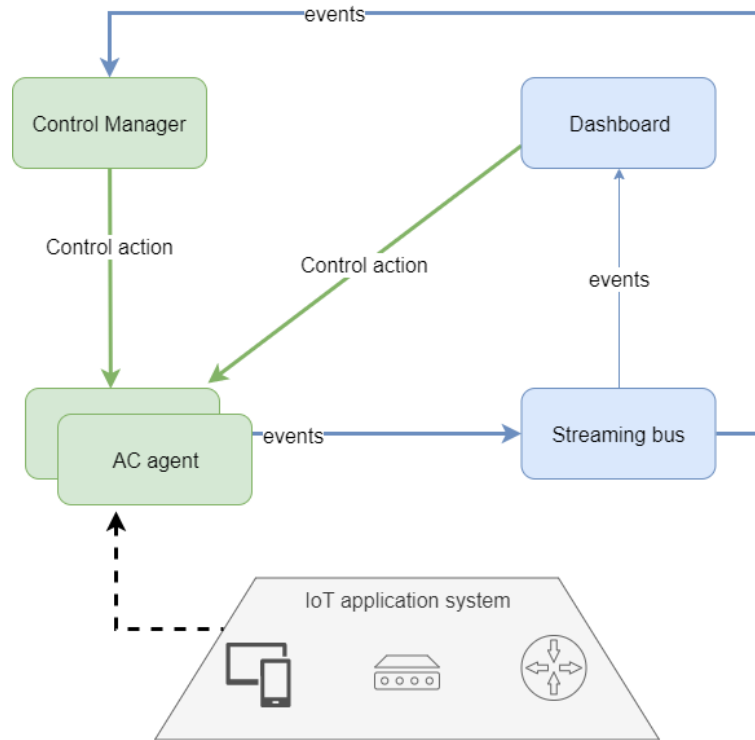 events
Control Manager
Dashboard
Control action
Control action
events
AC agent
events
Streaming bus
IoT application system